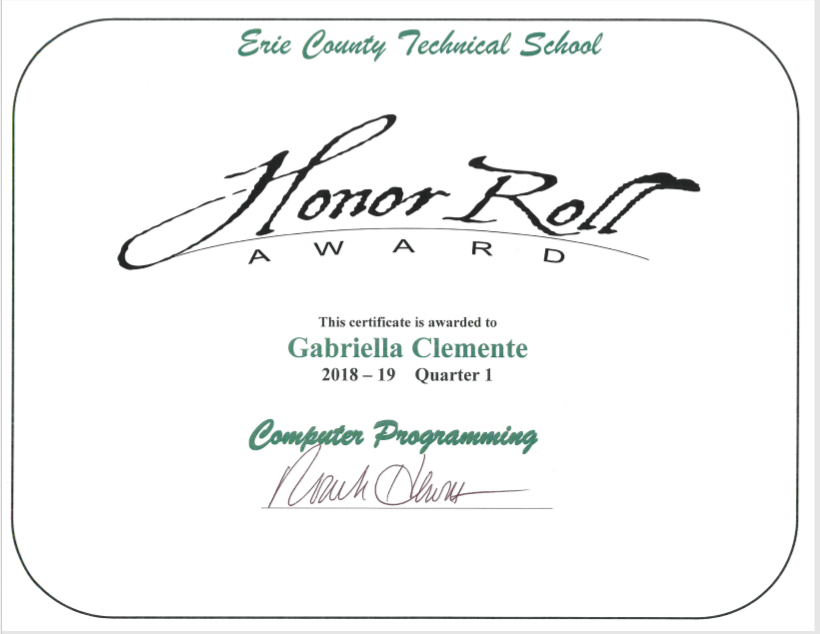 Erie County Technical School
Honor Roll
AWARD
This certificate is awarded to
Gabriella Clemente
2018 – 19 Quarter 1
Computer Programming